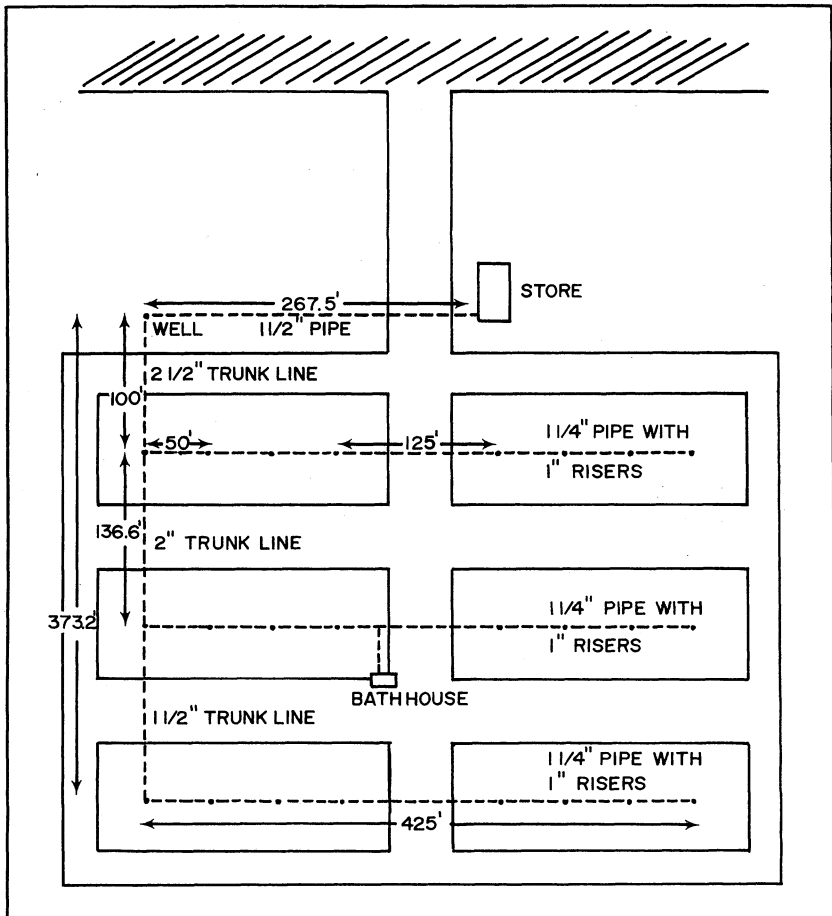 STORE
267.5'
WELL 1 1/2" PIPE
2 1/2" TRUNK LINE
100'
50'
125'
1 1/4" PIPE WITH
1" RISERS
136.6'
2" TRUNK LINE
1 1/4" PIPE WITH
1" RISERS
373.2'
BATH HOUSE
1 1/2" TRUNK LINE
1 1/4" PIPE WITH
1" RISERS
425'